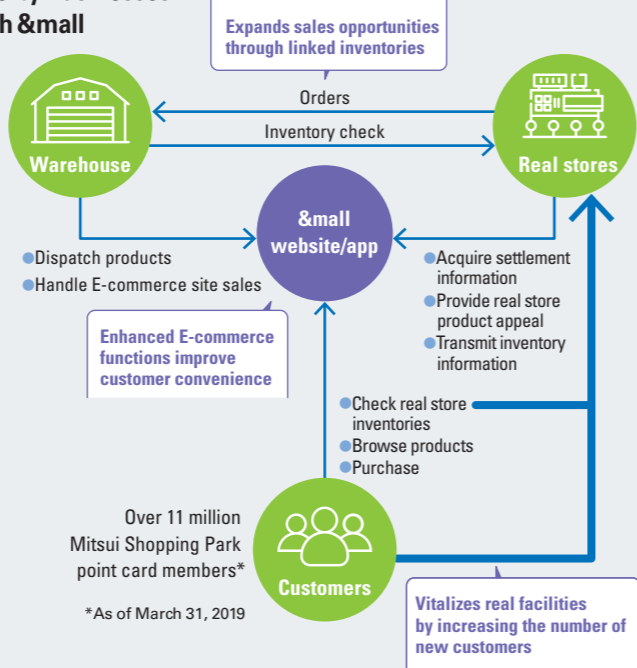 h &mall
Expands sales opportunities
through linked inventories
Orders
Inventory check
Warehouse
Real stores
&mall
website/app
●Dispatch products
●Handle E-commerce site sales
●Acquire settlement
information
●Provide real store
product appeal
●Transmit inventory
information
Enhanced E-commerce
functions improve
customer convenience
●Check real store
inventories
●Browse products
●Purchase
Over 11 million
Mitsui Shopping Park
point card members*
*As of March 31, 2019
Customers
Vitalizes real facilities
by increasing the number of
new customers